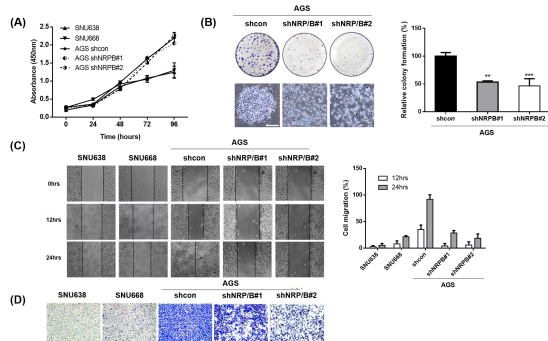 (A)
SNU638
SNU668
AGS shcon
AGS shNRPB#1
AGS shNRPB#2
Absorbance (450nm)
2.5
2.0
1.5
1.0
0.5
0.0
0 24 48 72 96
Time (hours)
(B)
AGS
shcon shNRP/B#1 shNRP/B#2
Relative colony formation (%)
150
100
50
0
** ***
shcon shNRPB#1 shNRPB#2
AGS
(C)
AGS
SNU638 SNU668 shcon shNRP/B#1 shNRP/B#2
0hrs
12hrs
24hrs
12hrs
24hrs
Cell migration (%)
150
100
50
0
SNU638 SNU668 shcon shNRPB#1 shNRPB#2
AGS
(D)
AGS
SNU638 SNU668 shcon shNRP/B#1 shNRP/B#2